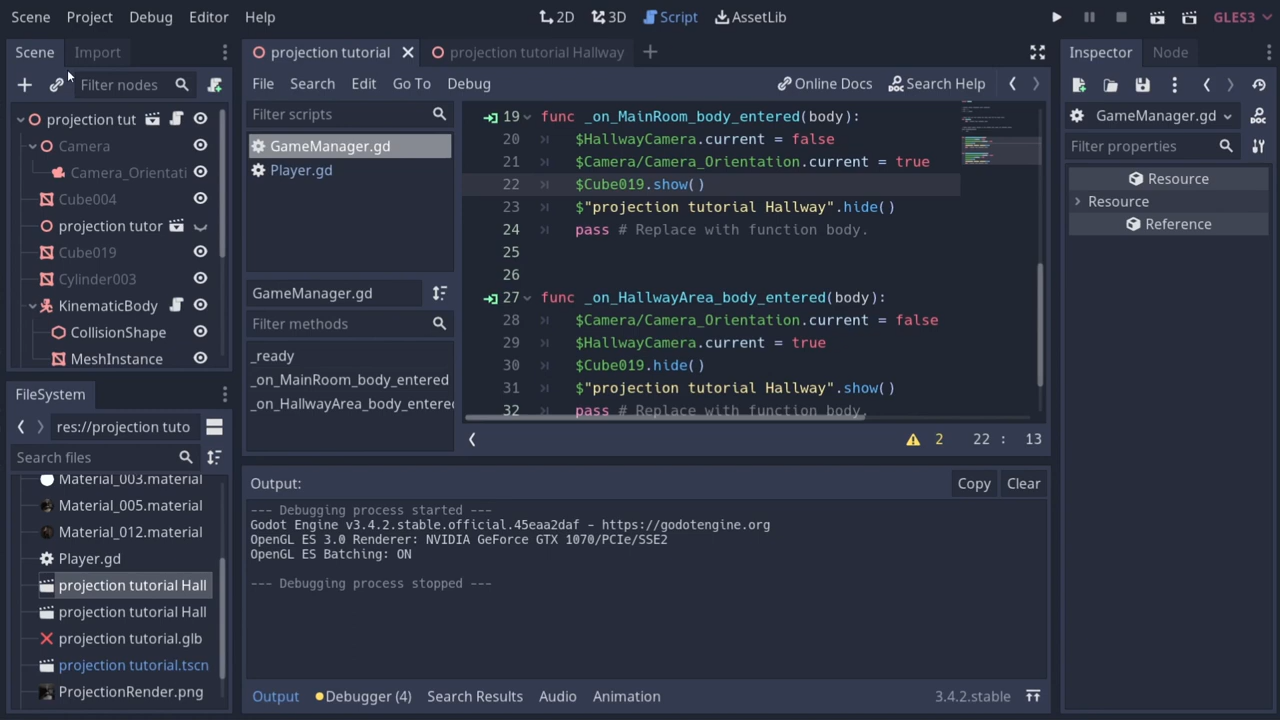 Scene Project Debug Editor Help
2D 3D Script AssetLib
GLES3
Scene Import
Filter nodes
projection tut
Camera
Camera_Orientati
Cube004
projection tutor
Cube019
Cylinder003
KinematicBody
CollisionShape
MeshInstance
FileSystem
res://projection tuto
Search files
Material_003.material
Material_005.material
Material_012.material
Player.gd
projection tutorial Hall
projection tutorial Hall
projection tutorial.glb
projection tutorial.tscn
ProjectionRender.png
projection tutorial projection tutorial Hallway
File Search Edit Go To Debug
Online Docs Search Help
Filter scripts
GameManager.gd
Player.gd
GameManager.gd
Filter methods
_ready
_on_MainRoom_body_entered
_on_HallwayArea_body_entered
19 func _on_MainRoom_body_entered(body):
20 $HallwayCamera.current = false
21 $Camera/Camera_Orientation.current = true
22 $Cube019.show()
23 $"projection tutorial Hallway".hide()
24 pass # Replace with function body.
25
26
27 func _on_HallwayArea_body_entered(body):
28 $Camera/Camera_Orientation.current = false
29 $HallwayCamera.current = true
30 $Cube019.hide()
31 $"projection tutorial Hallway".show()
32 pass # Replace with function body.
2 22 : 13
Output:
Copy Clear
--- Debugging process started ---
Godot Engine v3.4.2.stable.official.45eaa2daf - https://godotengine.org
OpenGL ES 3.0 Renderer: NVIDIA GeForce GTX 1070/PCIe/SSE2
OpenGL ES Batching: ON
--- Debugging process stopped ---
Output Debugger (4) Search Results Audio Animation
3.4.2.stable
Inspector Node
GameManager.gd
Filter properties
Resource
Resource
Reference